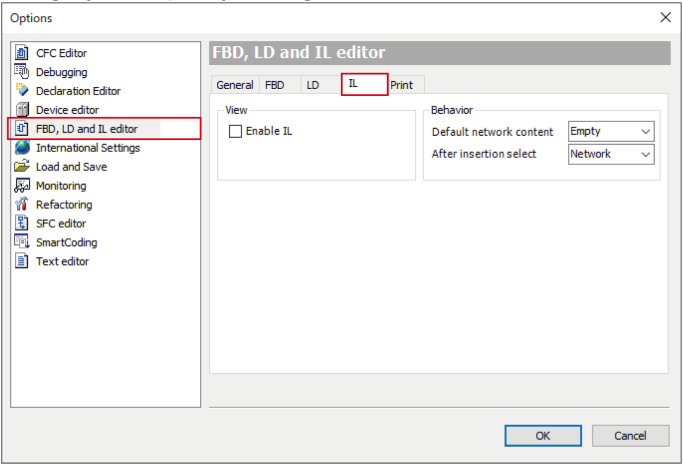 Options
CFC Editor
Debugging
Declaration Editor
Device editor
FBD, LD and IL editor
International Settings
Load and Save
Monitoring
Refactoring
SFC editor
SmartCoding
Text editor
FBD, LD and IL editor
General FBD LD IL Print
View
Enable IL
Behavior
Default network content Empty
After insertion select Network
OK Cancel